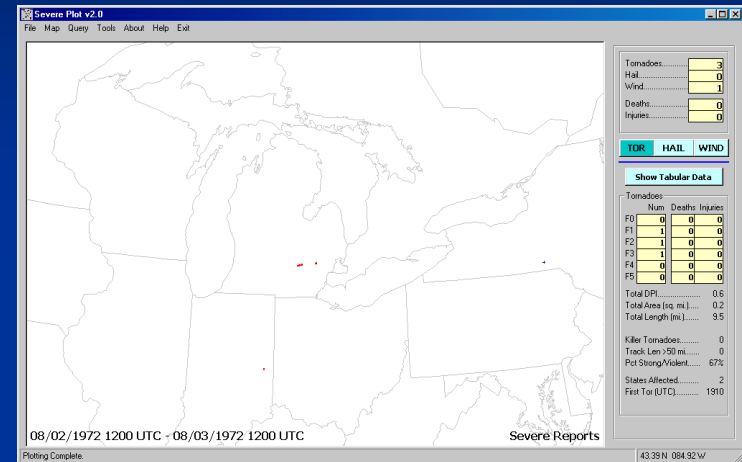 Severe Plot v2.0
File Map Query Tools About Help Exit
Tornadoes............ 3
Hail..................... 0
Wind.................... 1
Deaths................. 0
Injuries................. 0
TOR HAIL WIND
Show Tabular Data
Tornadoes
Num Deaths Injuries
F0 0 0 0
F1 1 0 0
F2 1 0 0
F3 1 0 0
F4 0 0 0
F5 0 0 0
Total DPI.................. 0.6
Total Area (sq. mi.)..... 0.2
Total Length (mi.)....... 9.5
Killer Tornadoes......... 0
Track Len >50 mi....... 0
Pct Strong/Violent...... 67%
States Affected.......... 2
First Tor (UTC)........... 1910
08/02/1972 1200 UTC - 08/03/1972 1200 UTC
Severe Reports
Plotting Complete.
43.39 N 084.92 W